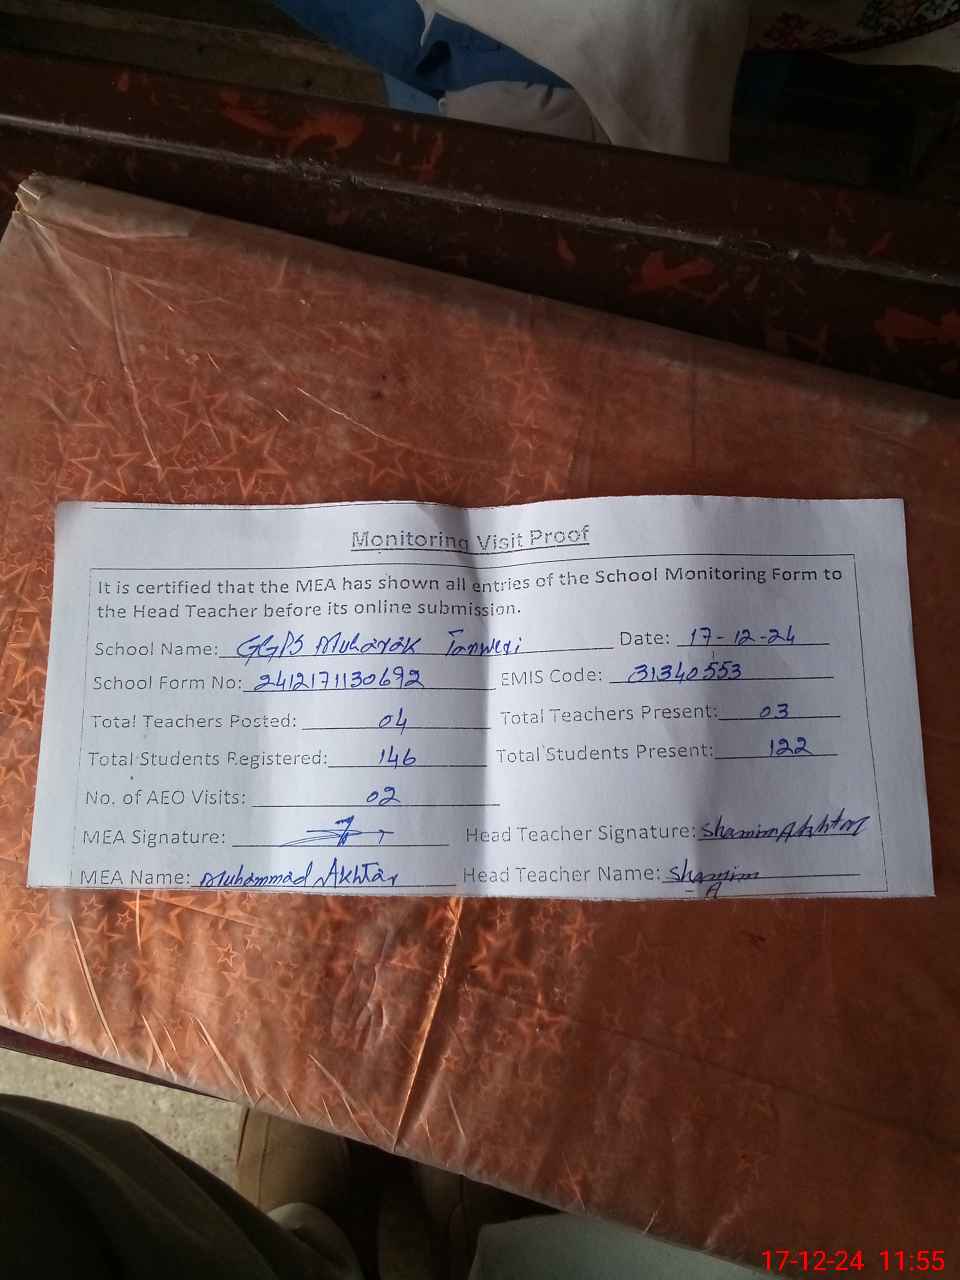 Monitoring Visit Proof
It is certified that the MEA has shown all entries of the School Monitoring Form to
the Head Teacher before its online submission.
School Name: GGPS Mubarak Date: 17-12-24
School Form No: 2412171130692 EMIS Code: 31340553
Total Teachers Posted: 04 Total Teachers Present: 03
Total Students Registered: 146 Total Students Present: 122
No. of AEO Visits: 02
MEA Signature: Head Teacher Signature: Shamim Akhtar
MEA Name: Muhammad Akhtar Head Teacher Name: Shamim
A
17-12-24 11:55